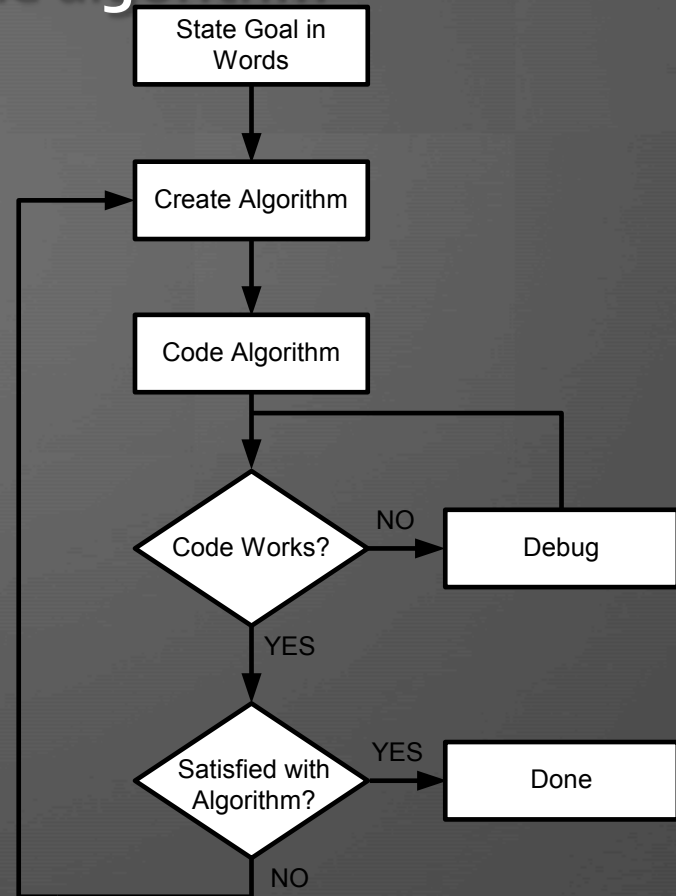 State Goal in
Words
Create Algorithm
Code Algorithm
Code Works?
NO
Debug
YES
Satisfied with
Algorithm?
YES
Done
NO